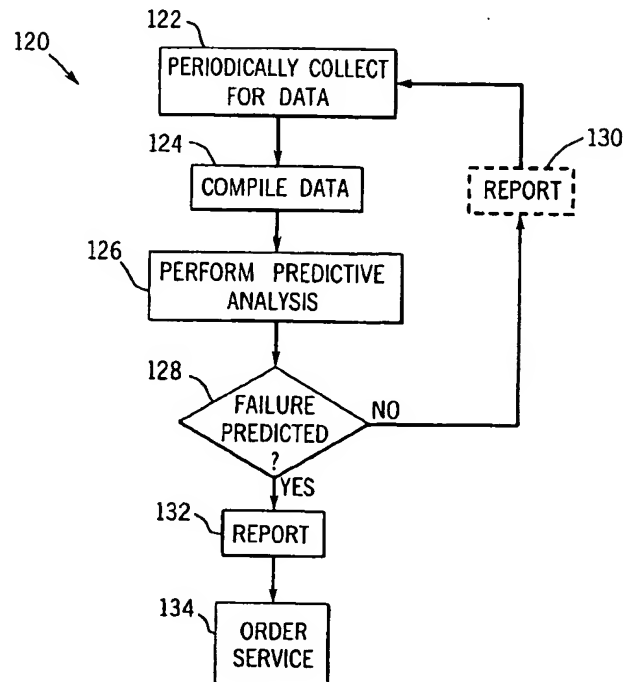 120
122
PERIODICALLY COLLECT
FOR DATA
124
COMPILE DATA
130
REPORT
126
PERFORM PREDICTIVE
ANALYSIS
128
FAILURE
PREDICTED
?
NO
YES
132
REPORT
134
ORDER
SERVICE